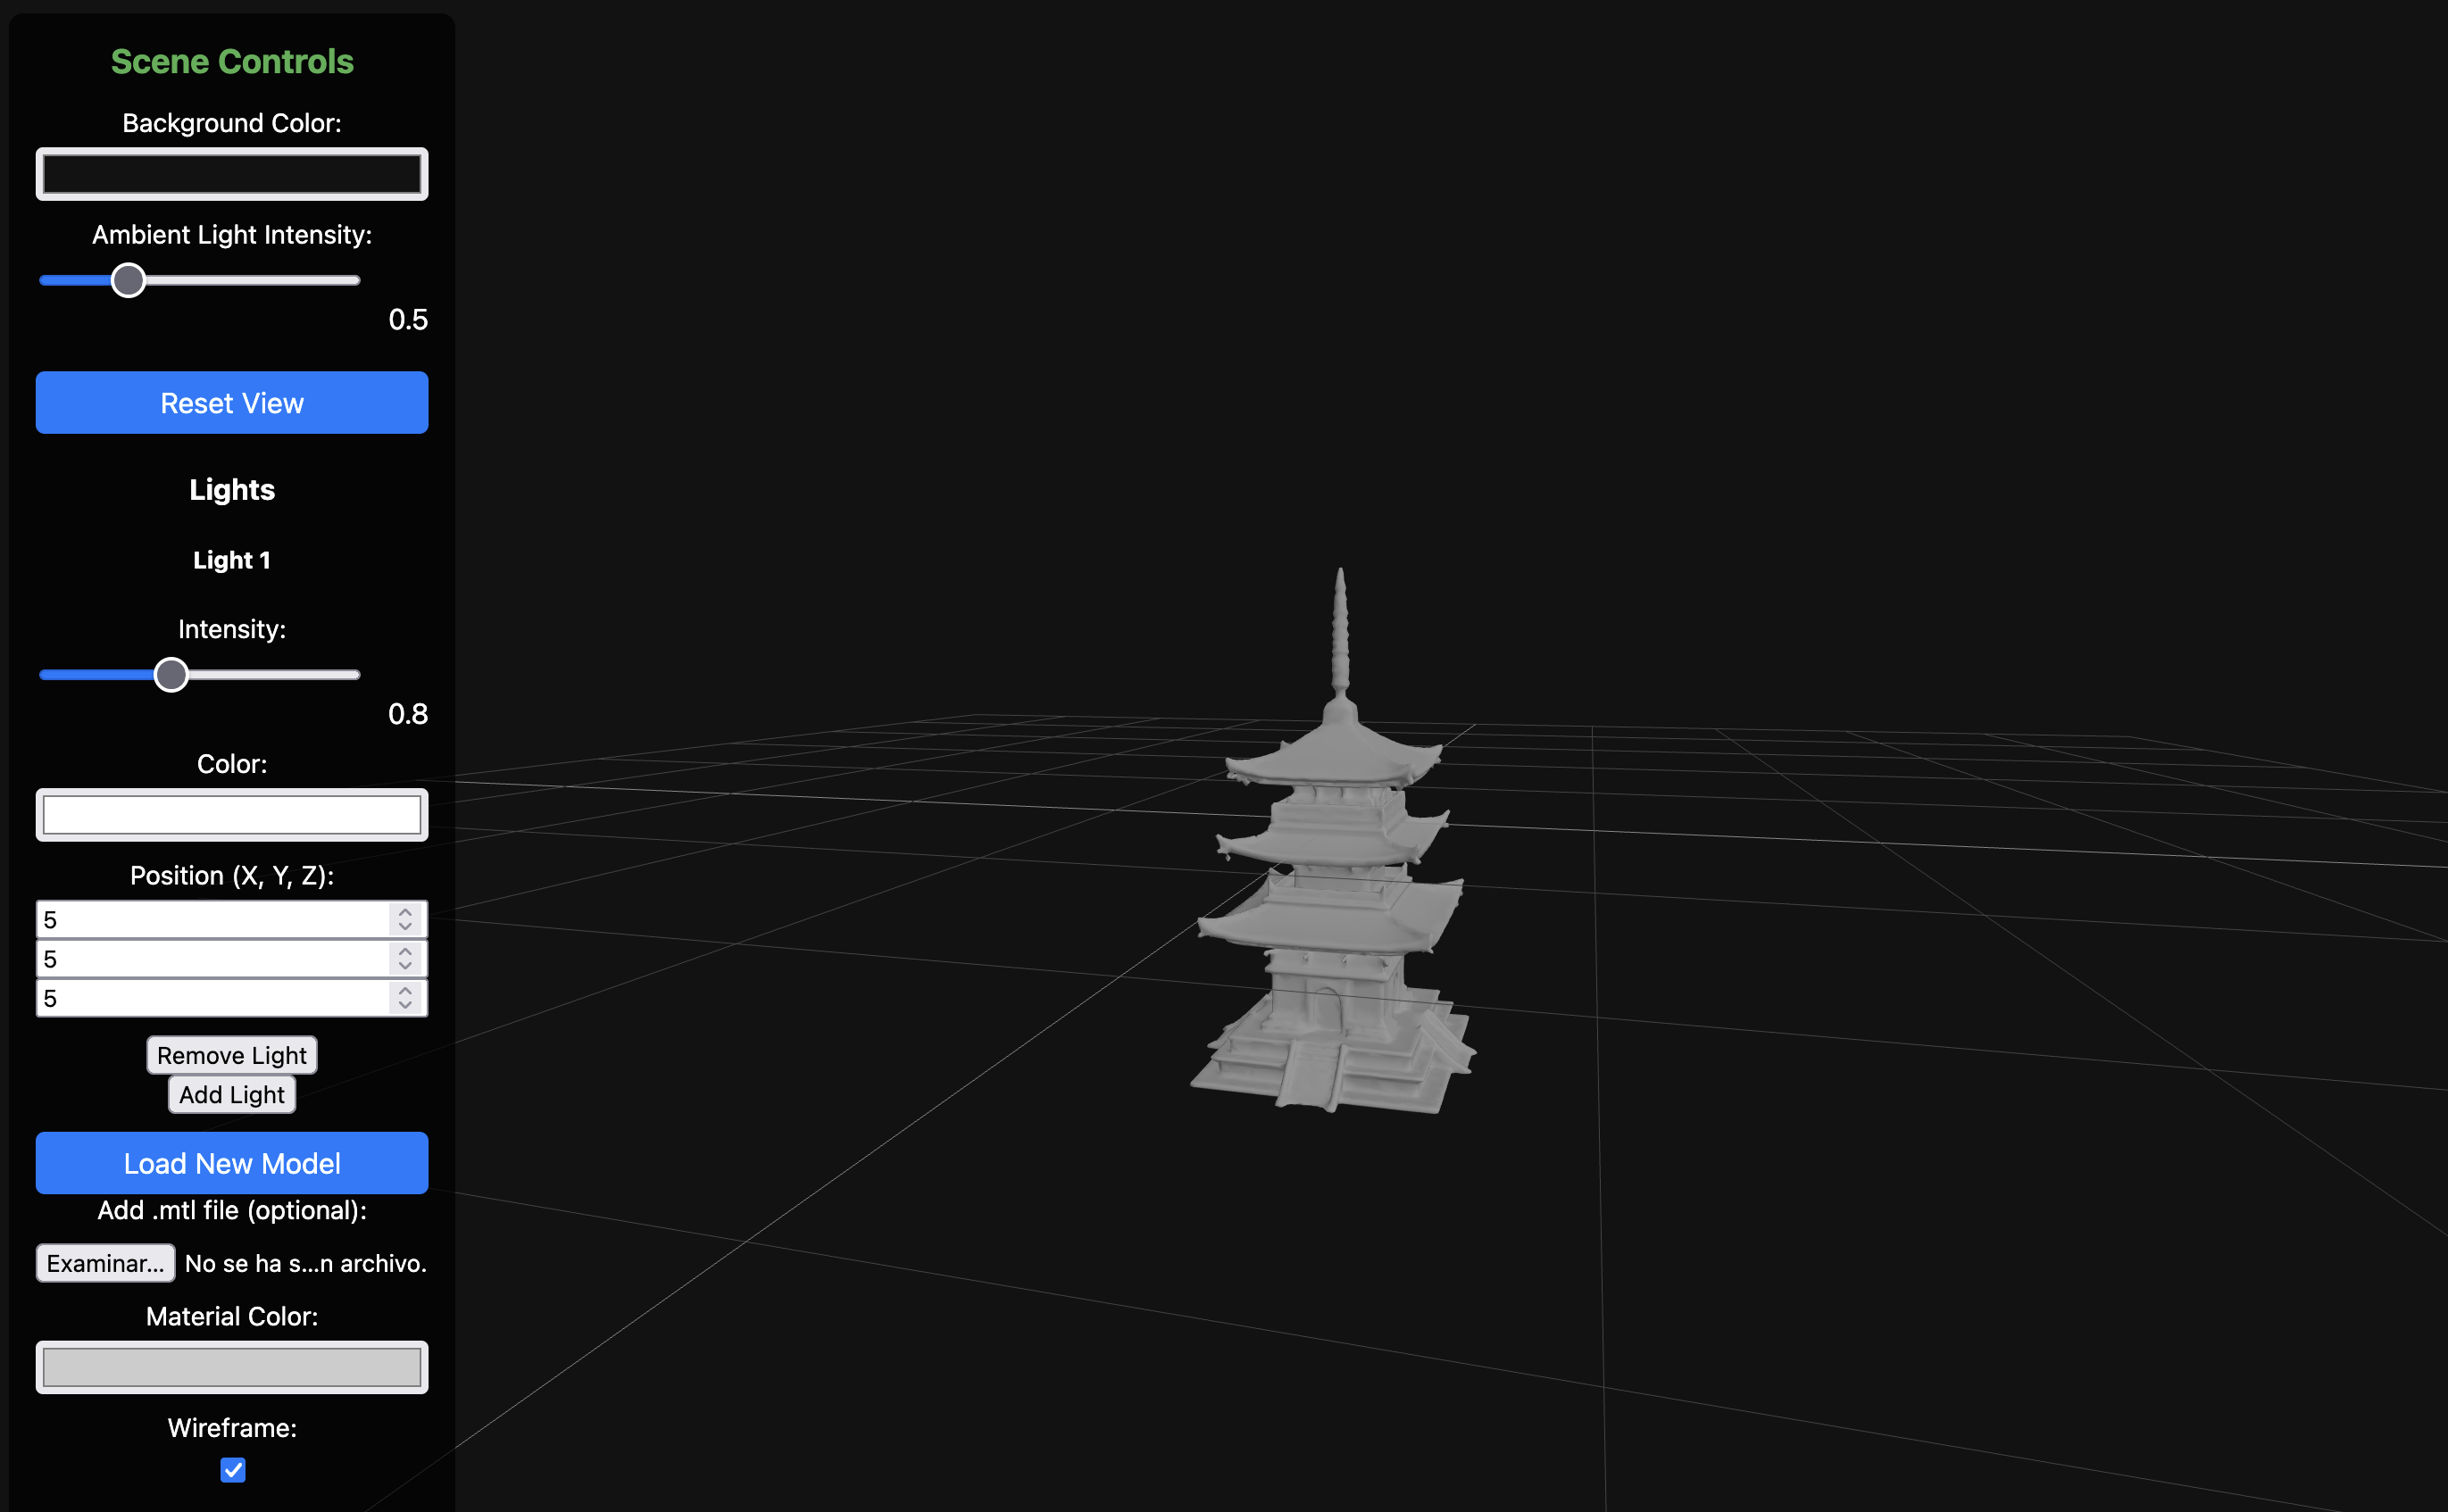 Scene Controls
Background Color:
Ambient Light Intensity:
0.5
Reset View
Lights
Light 1
Intensity:
0.8
Color:
Position (X, Y, Z):
5
5
5
Remove Light
Add Light
Load New Model
Add .mtl file (optional):
Examinar... No se ha s...n archivo.
Material Color:
Wireframe: